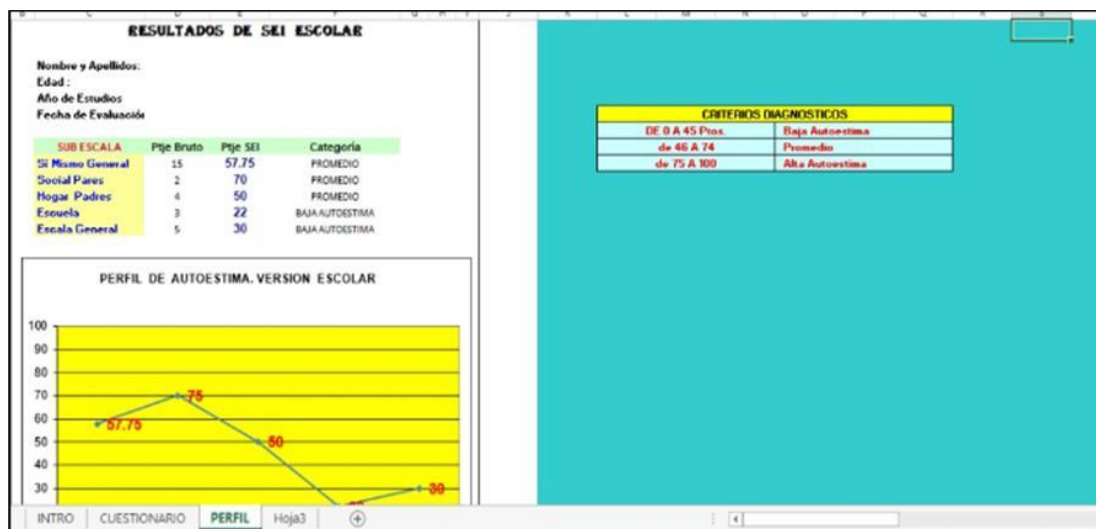 RESULTADOS DE SEI ESCOLAR
Nombre y Apellidos:
Edad :
Año de Estudios
Fecha de Evaluación
SUB ESCALA Ptje Bruto Ptje SEI Categoría
Sí Mismo General 15 57.75 PROMEDIO
Social Pares 2 70 PROMEDIO
Hogar Padres 4 50 PROMEDIO
Escuela 3 22 BAJA AUTOESTIMA
Escala General 5 30 BAJA AUTOESTIMA
CRITERIOS DIAGNOSTICOS
DE 0 A 45 Ptos. Baja Autoestima
de 46 A 74 Promedio
de 75 A 100 Alta Autoestima
PERFIL DE AUTOESTIMA. VERSION ESCOLAR
100
90
80
70 75
60 57.75
50 50
40
30 30
INTRO CUESTIONARIO PERFIL Hoja3